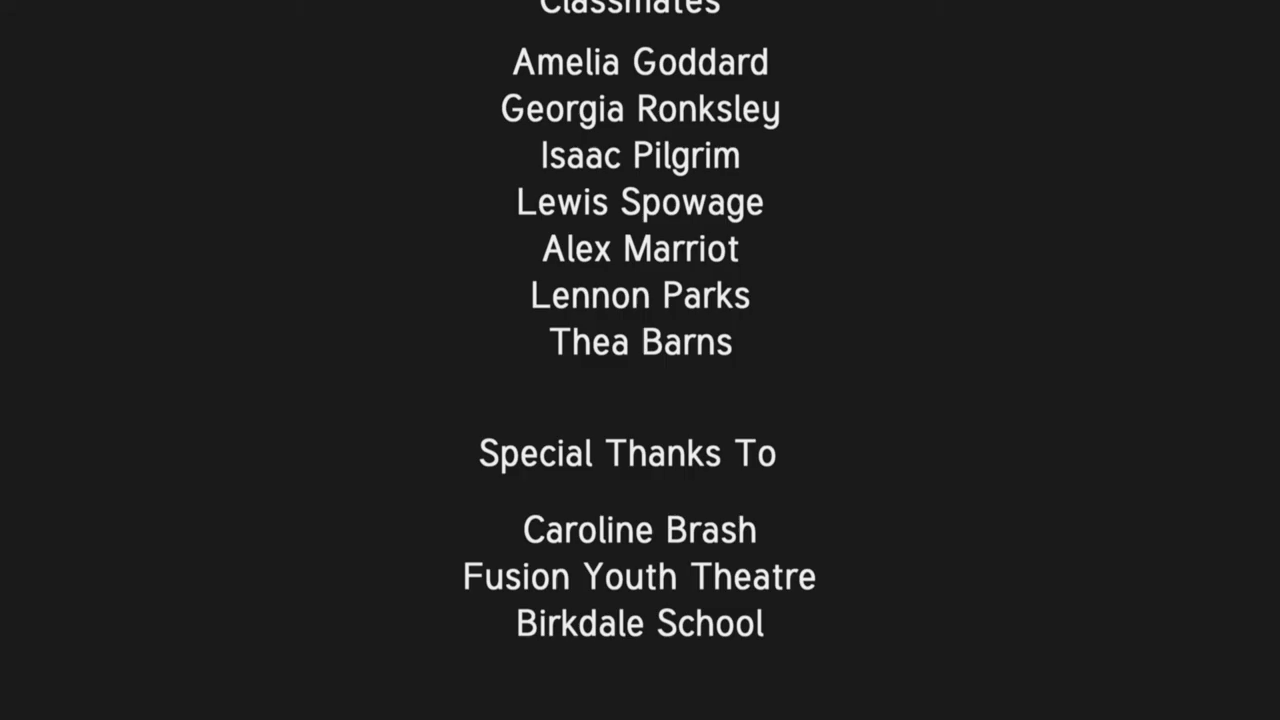 Classmates
Amelia Goddard
Georgia Ronksley
Isaac Pilgrim
Lewis Spowage
Alex Marriot
Lennon Parks
Thea Barns
Special Thanks To
Caroline Brash
Fusion Youth Theatre
Birkdale School